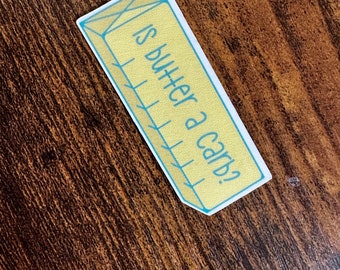 is butter a carb?